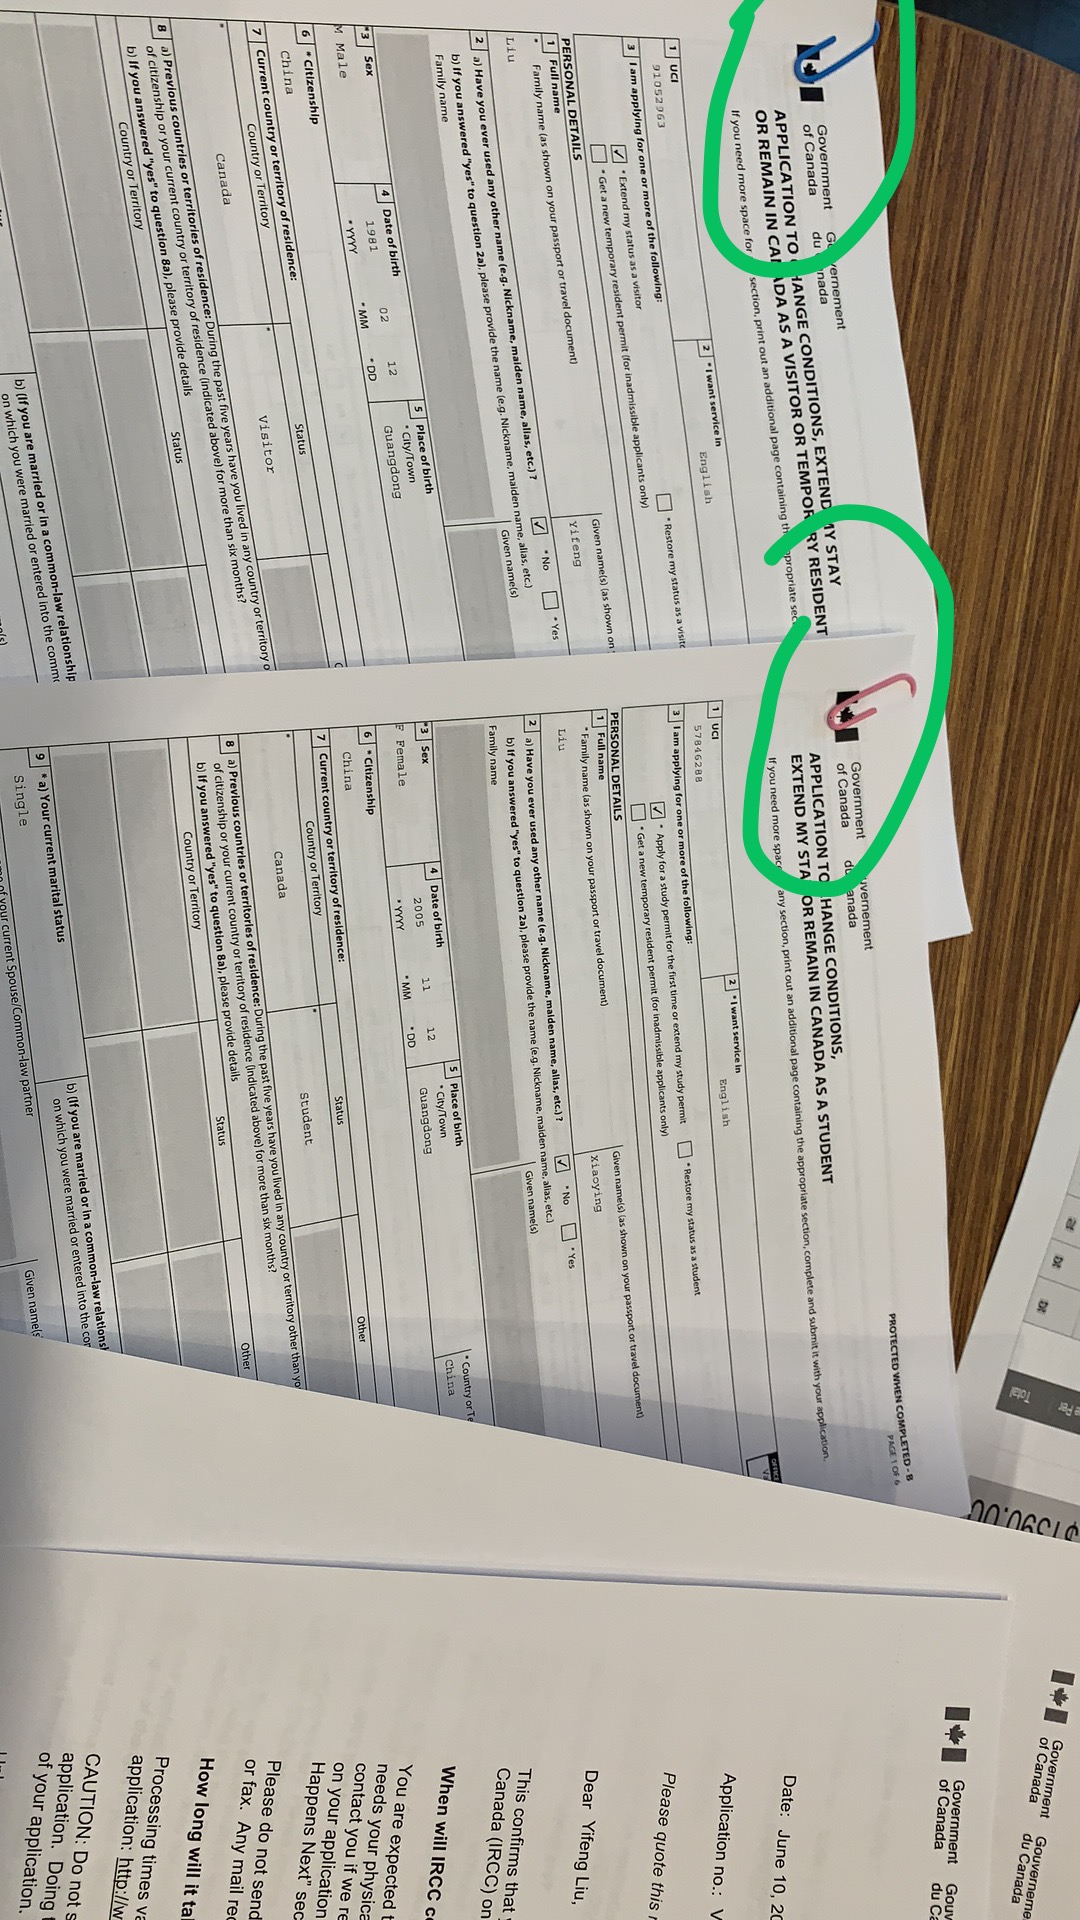 Government
of Canada
Gouvernement
du Canada
APPLICATION TO CHANGE CONDITIONS, EXTEND MY STAY
OR REMAIN IN CANADA AS A VISITOR OR TEMPORARY RESIDENT
If you need more space for section, print out an additional page containing the appropriate
1 UCI
91052963
2 * I want service in
English
3 I am applying for one or more of the following:
* Extend my status as a visitor
* Restore my status as a
* Get a new temporary resident permit (for inadmissible applicants only)
PERSONAL DETAILS
1 Full name
* Family name (as shown on your passport or travel document)
Given name(s) (as shown on
Liu
Yifeng
2 a) Have you ever used any other name (e.g. Nickname, maiden name, alias, etc.) ?
* No
* Yes
b) If you answered "yes" to question 2a), please provide the name (e.g. Nickname, maiden name, alias, etc.)
Family name
Given name(s)
*3 Sex
M Male
4 Date of birth
1981 02 12
* YYYY * MM * DD
5 Place of birth
* City/Town
Guangdong
6 * Citizenship
China
7 Current country or territory of residence:
Country or Territory
Status
* Canada
* Visitor
8 a) Previous countries or territories of residence: During the past five years have you lived in any country or territory
of citizenship or your current country or territory of residence (indicated above) for more than six months?
b) If you answered "yes" to question 8a), please provide details
Country or Territory
Status
b) (If you are married or in a common-law relationship
on which you were married or entered into the
Government
of Canada
Gouvernement
du Canada
PROTECTED WHEN COMPLETED - B
PAGE 1 OF 6
APPLICATION TO CHANGE CONDITIONS,
EXTEND MY STAY OR REMAIN IN CANADA AS A STUDENT
If you need more space any section, print out an additional page containing the appropriate section, complete and submit it with your application.
OFFICE
1 UCI
57846288
2 * I want service in
English
3 I am applying for one or more of the following:
* Apply for a study permit for the first time or extend my study permit
* Restore my status as a student
* Get a new temporary resident permit (for inadmissible applicants only)
PERSONAL DETAILS
1 Full name
* Family name (as shown on your passport or travel document)
Given name(s) (as shown on your passport or travel document)
Liu
Xiaoying
2 a) Have you ever used any other name (e.g. Nickname, maiden name, alias, etc.) ?
* No
* Yes
b) If you answered "yes" to question 2a), please provide the name (e.g. Nickname, maiden name, alias, etc.)
Family name
Given name(s)
*3 Sex
F Female
4 Date of birth
2005 11 12
* YYYY * MM * DD
5 Place of birth
* City/Town
Guangdong
* Country or
China
6 * Citizenship
China
7 Current country or territory of residence:
Country or Territory
Status
Other
* Canada
* Student
8 a) Previous countries or territories of residence: During the past five years have you lived in any country or territory other than
of citizenship or your current country or territory of residence (indicated above) for more than six months?
b) If you answered "yes" to question 8a), please provide details
Country or Territory
Status
Other
9 * a) Your current marital status
Single
b) (If you are married or in a common-law
on which you were married or entered into the
of your current Spouse/Common-law partner
Total
Government
of Canada
Gouvernement
du Canada
Government
of Canada
Date: June 10,
Application no.:
Please quote this
Dear Yifeng Liu,
This confirms that
Canada (IRCC) on
When will IRCC
You are expected
needs your
contact you if we
on your application
Happens Next"
Please do not send
or fax. Any mail
How long will it
Processing times
application: http://w
CAUTION: Do not
application. Doing
of your application.